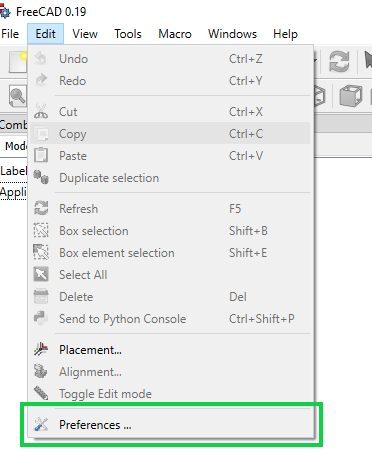 FreeCAD 0.19
File Edit View Tools Macro Windows Help
Undo Ctrl+Z
Redo Ctrl+Y
Cut Ctrl+X
Comb
Copy Ctrl+C
Mode
Paste Ctrl+V
Label
Duplicate selection
Appli
Refresh F5
Box selection Shift+B
Box element selection Shift+E
Select All
Delete Del
Send to Python Console Ctrl+Shift+P
Placement...
Alignment...
Toggle Edit mode
Preferences ...